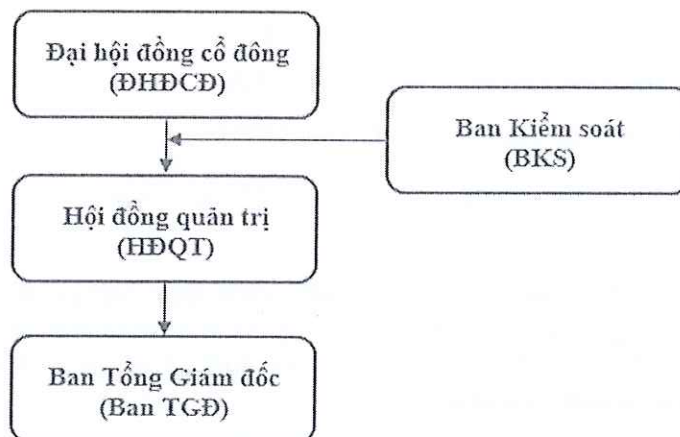 Đại hội đồng cổ đông
(ĐHĐCĐ)
Ban Kiểm soát
(BKS)
Hội đồng quản trị
(HĐQT)
Ban Tổng Giám đốc
(Ban TGĐ)